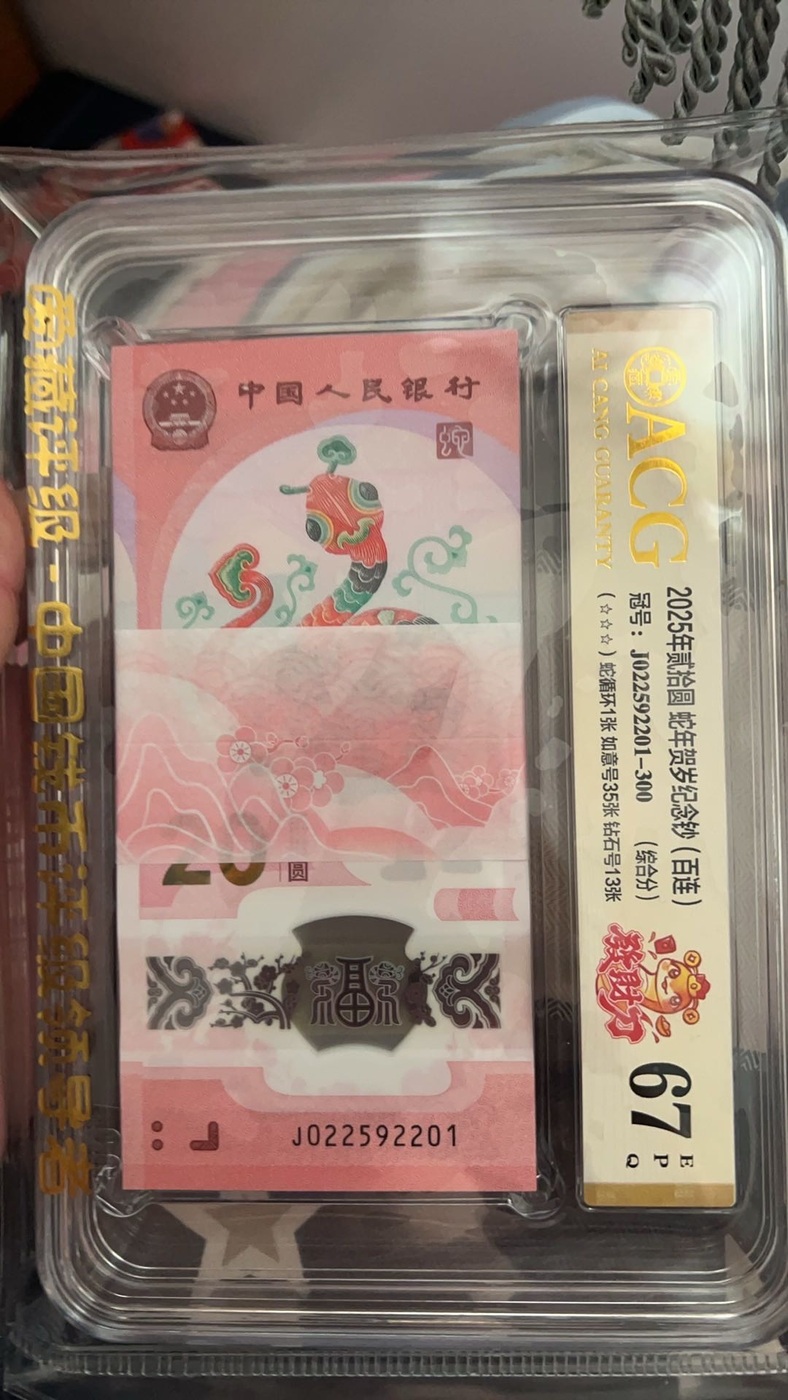 中国人民银行
蛇
20
圆
福
J022592201
ACG
AI CANG GUARANTY
2025年贰拾圆 蛇年贺岁纪念钞（百连）
冠号：J022592201-300 （综合分）
（☆☆☆）蛇循环1张 如意号35张 钻石号13张
發財了
67
E
P
Q
爱藏评级-中国钱币评级领导者